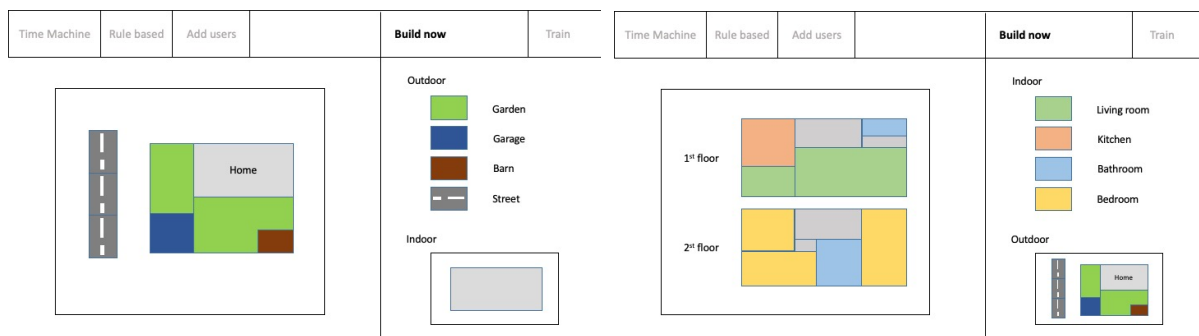 Time Machine
Rule based
Add users
Build now
Train
Outdoor
Garden
Garage
Barn
Street
Home
Indoor
Time Machine
Rule based
Add users
Build now
Train
Indoor
Living room
Kitchen
Bathroom
Bedroom
1st floor
2st floor
Outdoor
Home